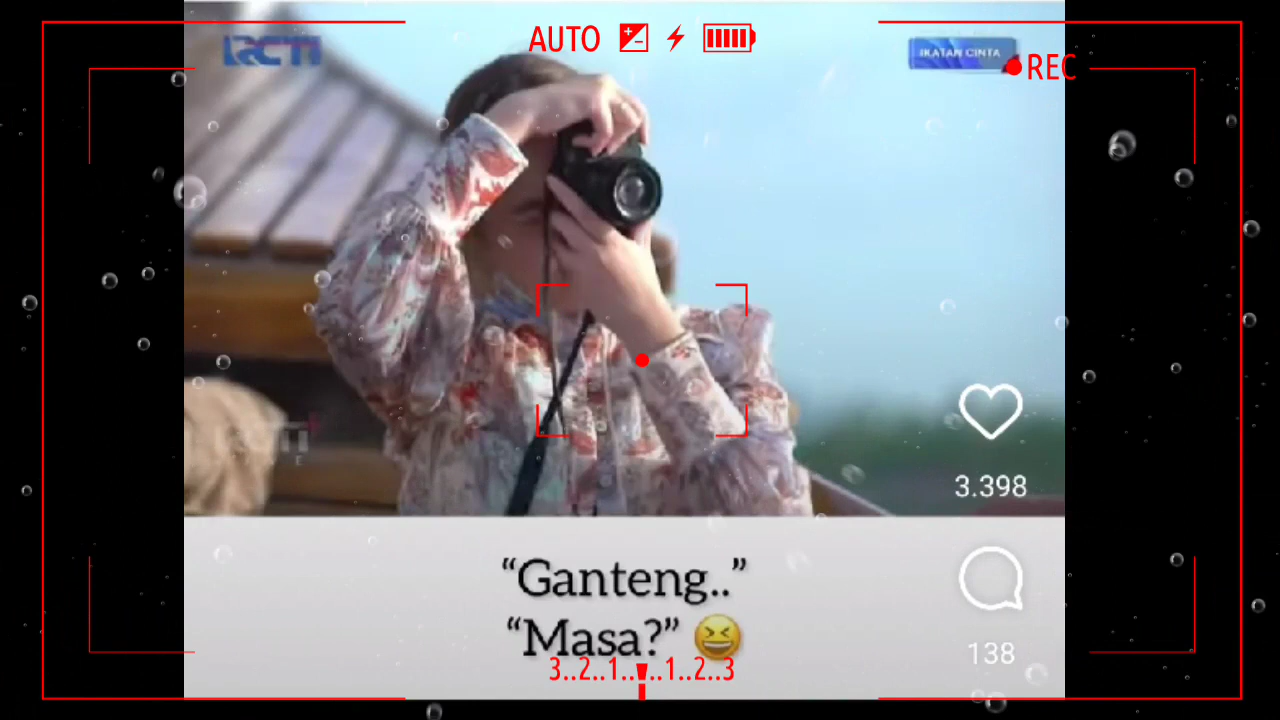 RCTI
AUTO
IKATAN CINTA
REC
3.398
“Ganteng..”
“Masa?” 😆
138
3..2..1.. ..1..2..3